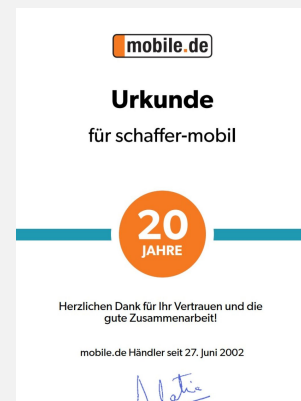 mobile.de
Urkunde
für schaffer-mobil
20
JAHRE
Herzlichen Dank für Ihr Vertrauen und die
gute Zusammenarbeit!
mobile.de Händler seit 27. Juni 2002